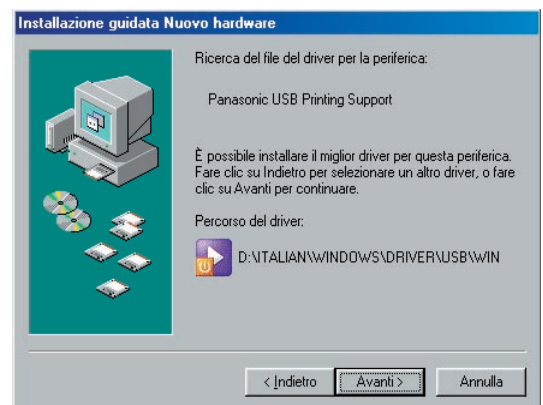 Installazione guidata Nuovo hardware
Ricerca del file del driver per la periferica:
Panasonic USB Printing Support
È possibile installare il miglior driver per questa periferica.
Fare clic su Indietro per selezionare un altro driver, o fare
clic su Avanti per continuare.
Percorso del driver:
D:\ITALIAN\WINDOWS\DRIVER\USB\WIN
< Indietro
Avanti >
Annulla